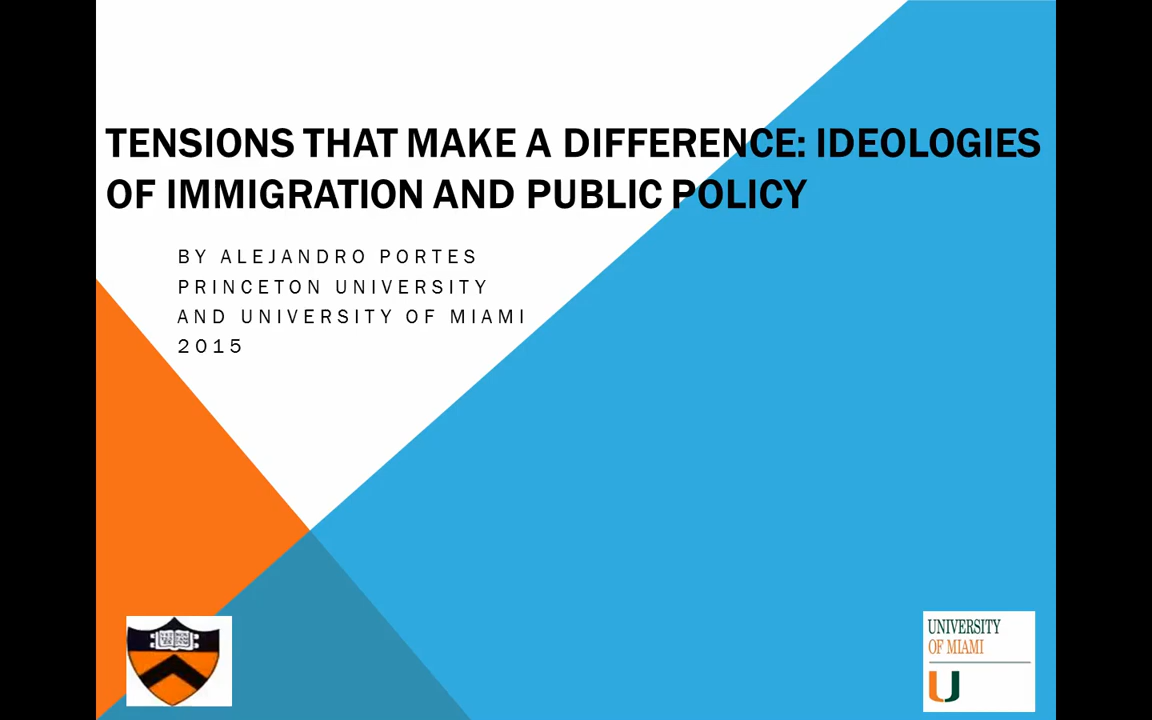 TENSIONS THAT MAKE A DIFFERENCE: IDEOLOGIES
OF IMMIGRATION AND PUBLIC POLICY
BY ALEJANDRO PORTES
PRINCETON UNIVERSITY
AND UNIVERSITY OF MIAMI
2015
UNIVERSITY
OF MIAMI
U